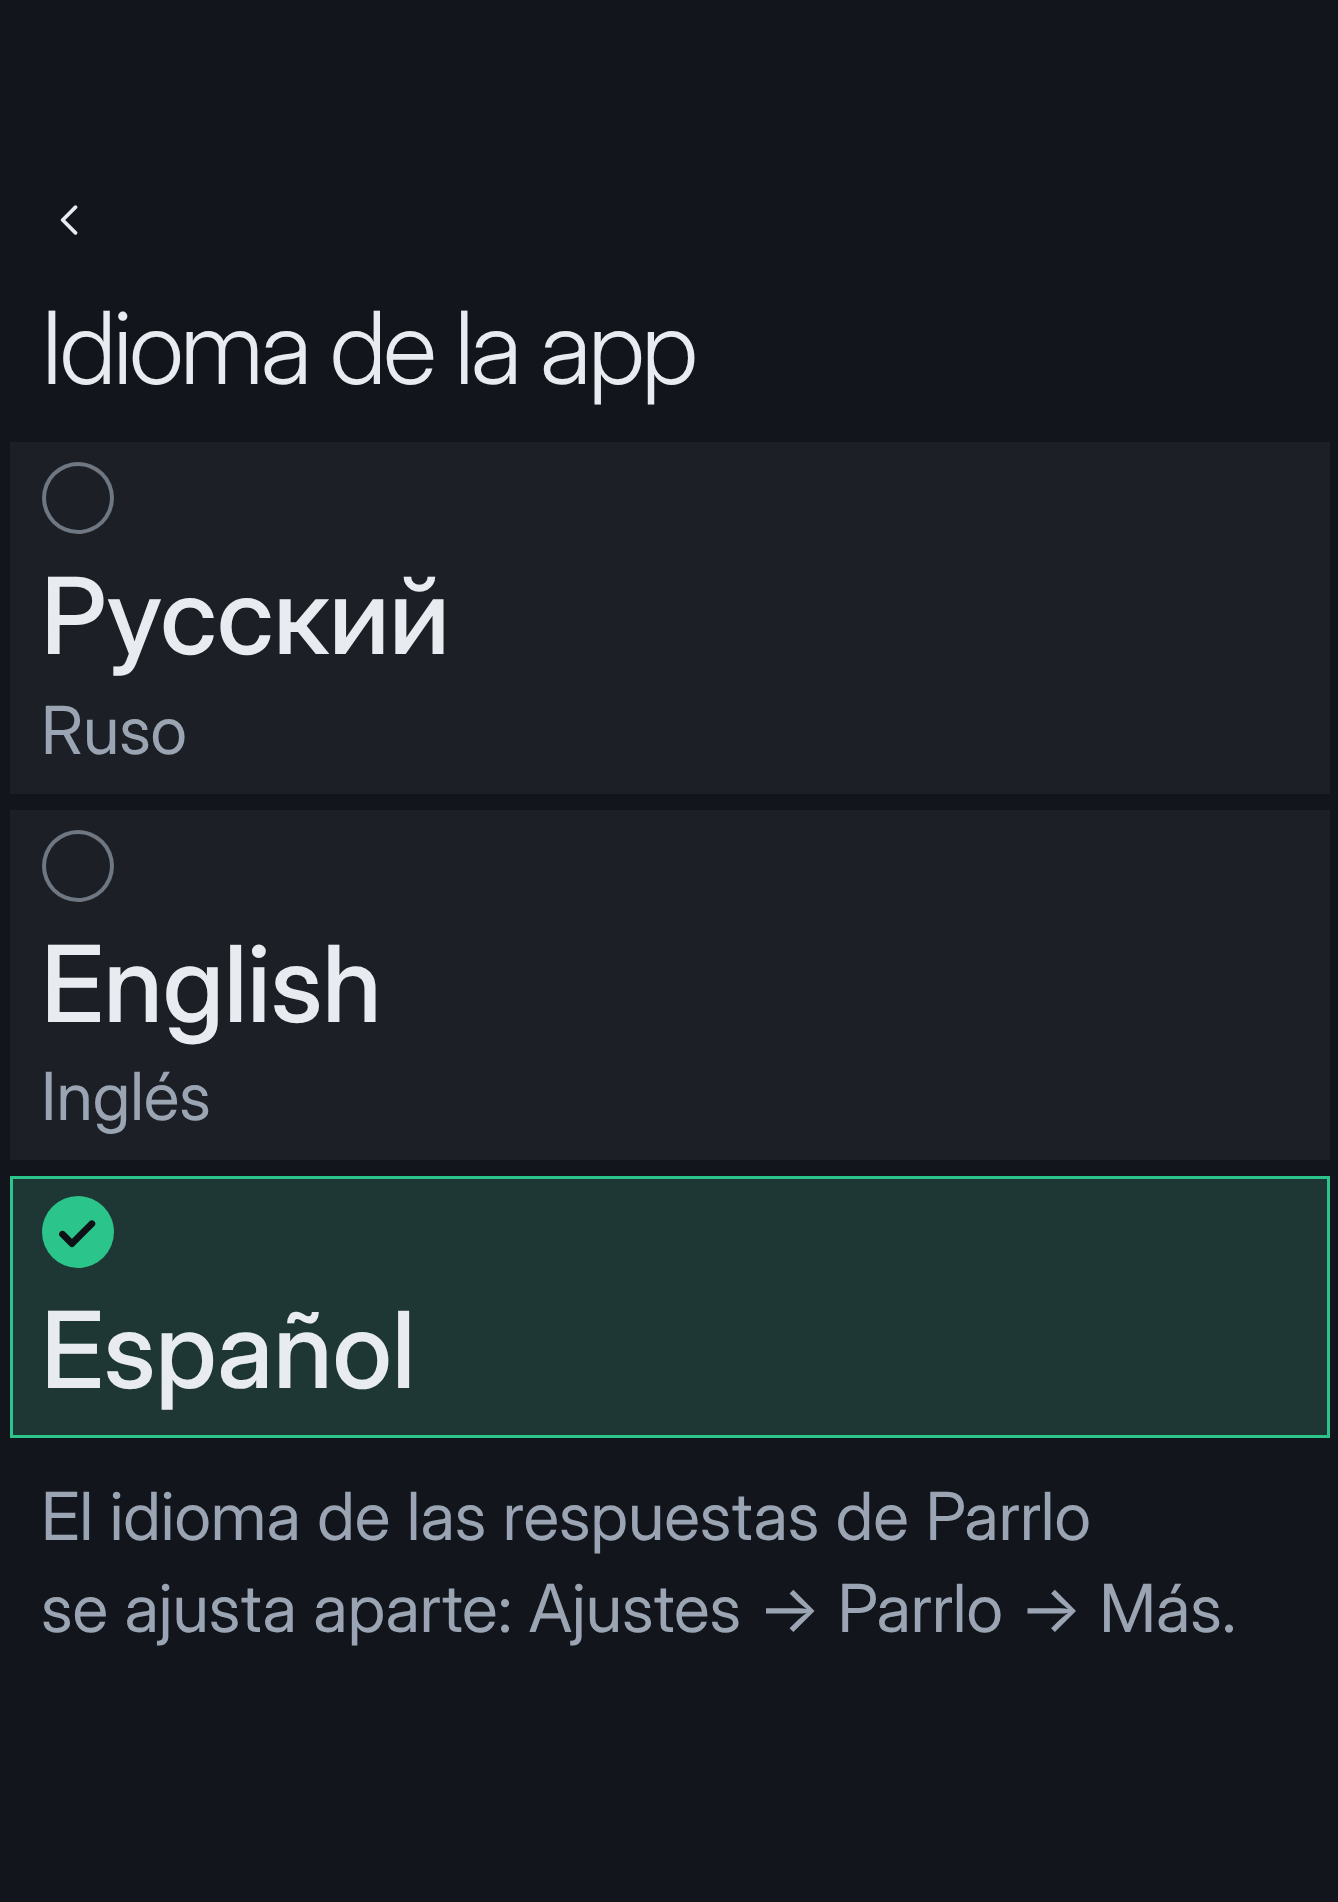 Idioma de la app
Русский
Ruso
English
Inglés
Español
El idioma de las respuestas de Parrlo
se ajusta aparte: Ajustes → Parrlo → Más.